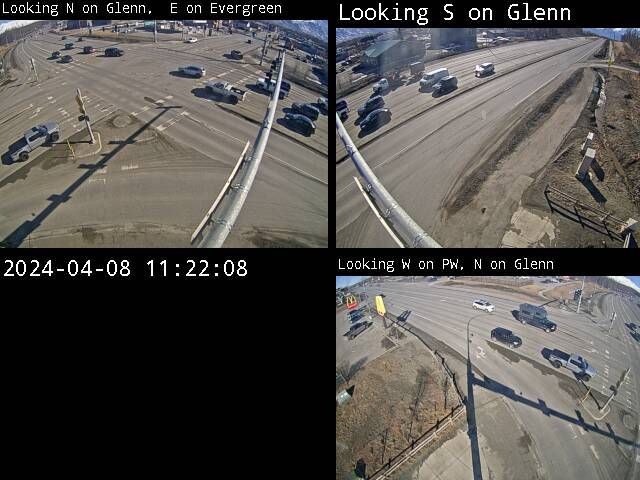 Looking N on Glenn,  E on Evergreen
Looking S on Glenn
2024-04-08 11:22:08
Looking W on PW, N on Glenn